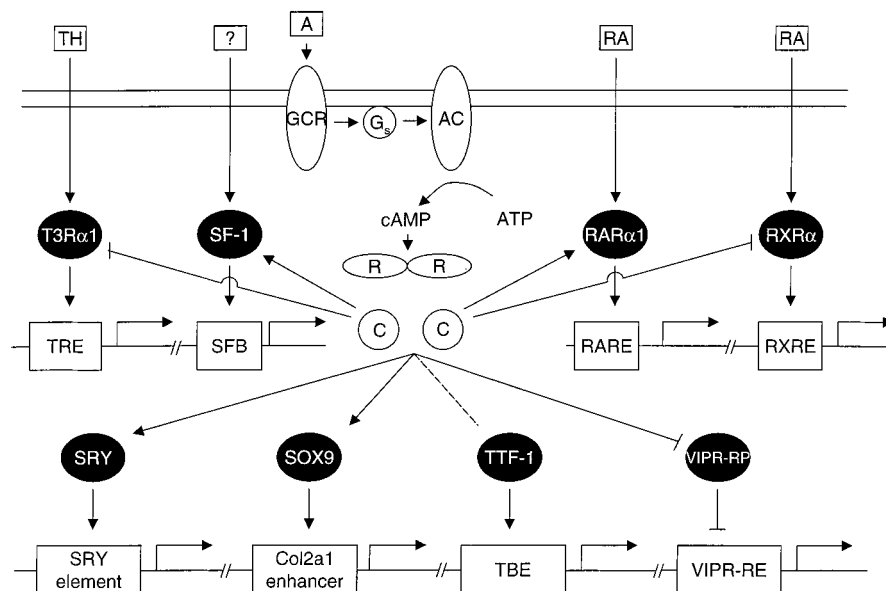 TH
?
A
RA
RA
GCR
Gs
AC
cAMP
ATP
T3Rα1
SF-1
RARα1
RXRα
R
R
C
C
TRE
SFB
RARE
RXRE
SRY
SOX9
TTF-1
VIPR-RP
SRY
element
Col2a1
enhancer
TBE
VIPR-RE